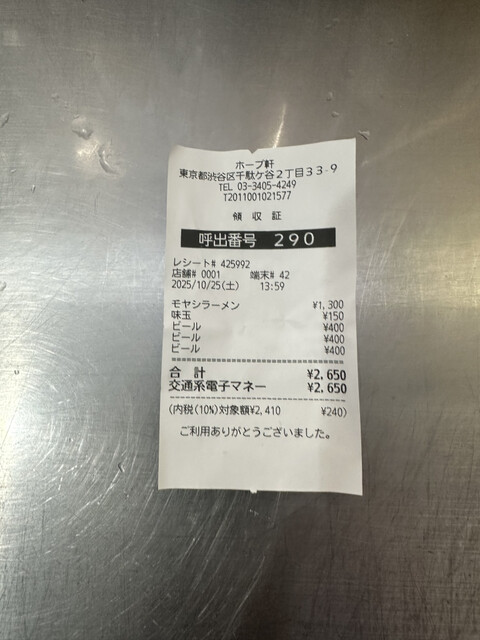 ホープ軒
東京都渋谷区千駄ケ谷2丁目33-9
TEL 03-3405-4249
T2011001021577
領 収 証
呼出番号 290
レシート# 425992
店舗# 0001 端末# 42
2025/10/25(土) 13:59
モヤシラーメン ¥1,300
味玉 ¥150
ビール ¥400
ビール ¥400
ビール ¥400
合 計 ¥2,650
交通系電子マネー ¥2,650
(内税(10%)対象額¥2,410 ¥240)
ご利用ありがとうございました。